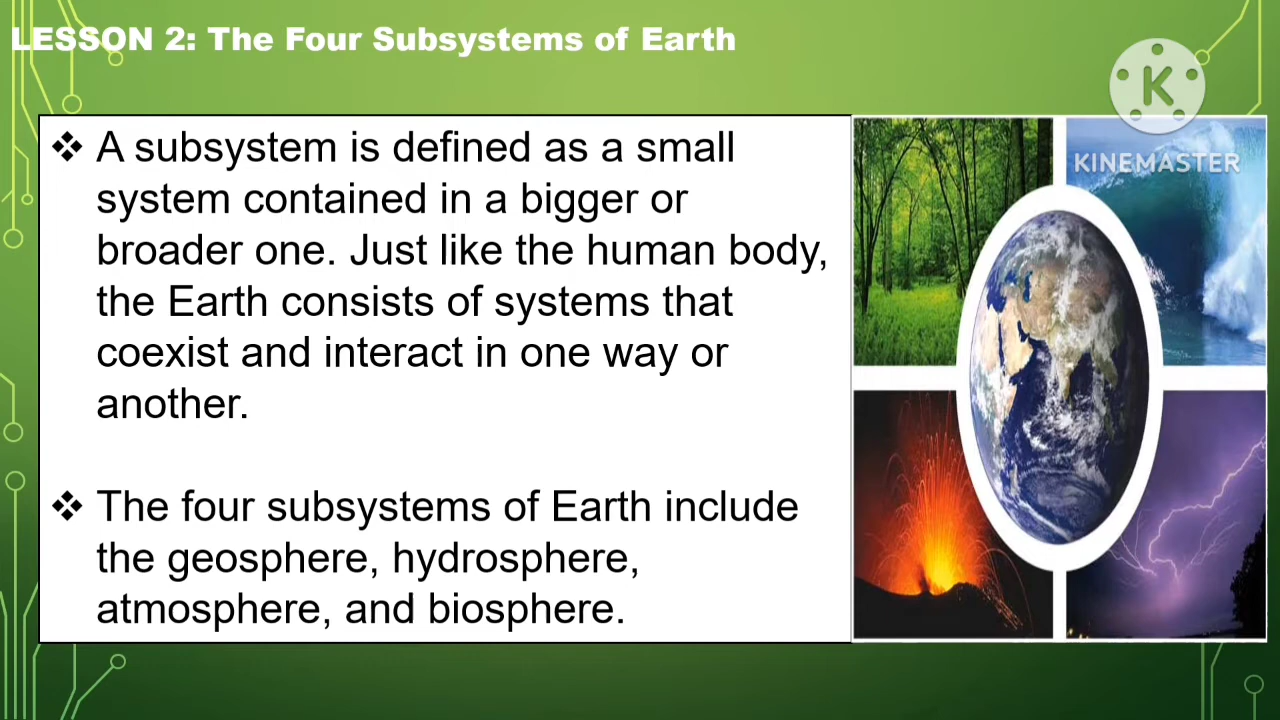 LESSON 2: The Four Subsystems of Earth
K
KINEMASTER
❖ A subsystem is defined as a small
system contained in a bigger or
broader one. Just like the human body,
the Earth consists of systems that
coexist and interact in one way or
another.
❖ The four subsystems of Earth include
the geosphere, hydrosphere,
atmosphere, and biosphere.